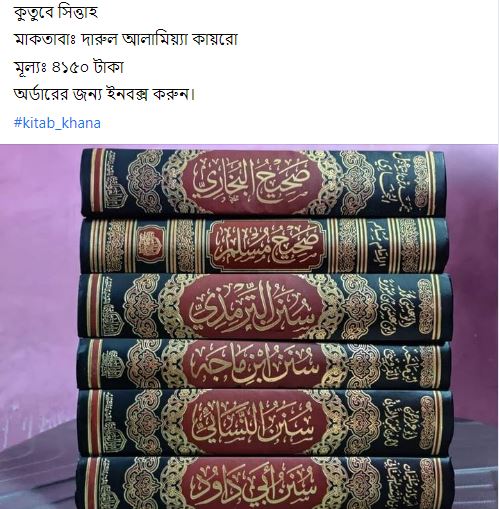 কুতুবে সিত্তাহ
মাকতাবাঃ দারুল আলামিয়্যা কায়রো
মূল্যঃ ৪১৫০ টাকা
অর্ডারের জন্য ইনবক্স করুন।
#kitab_khana
صحيح البخاري
صحيح مسلم
سنن الترمذي
سنن ابن ماجه
سنن النسائي
سنن أبي داود